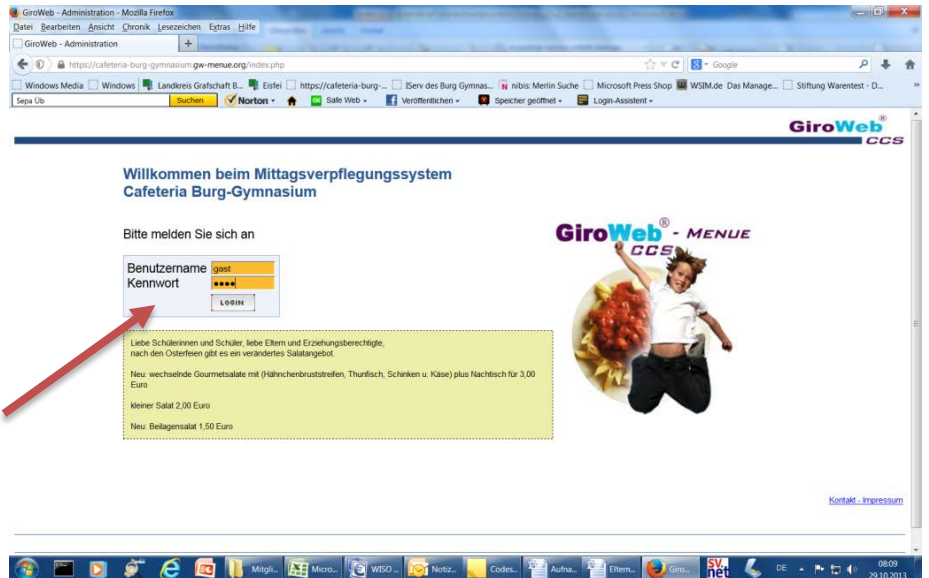 GiroWeb - Administration - Mozilla Firefox
Datei Bearbeiten Ansicht Chronik Lesezeichen Extras Hilfe
GiroWeb - Administration +
https://cafeteria-burg-gymnasium.gw-menue.org/index.php
Google
Windows Media Windows Landkreis Grafschaft B... Eisfei https://cafeteria-burg-... IServ des Burg Gymnas... nibis: Merlin Suche Microsoft Press Shop WSIM.de Das Manage... Stiftung Warentest - D... »
Sepa Üb Suchen Norton Safe Web Veröffentlichen Speicher geöffnet Login-Assistent
GiroWeb®
CCS
Willkommen beim Mittagsverpflegungssystem
Cafeteria Burg-Gymnasium
Bitte melden Sie sich an
GiroWeb® - MENUE
CCS
Benutzername gast
Kennwort ••••
LOGIN
Liebe Schülerinnen und Schüler, liebe Eltern und Erziehungsberechtigte,
nach den Osterfeien gibt es ein verändertes Salatangebot.
Neu: wechselnde Gourmetsalate mit (Hähnchenbruststreifen, Thunfisch, Schinken u. Käse) plus Nachtisch für 3,00
Euro
kleiner Salat 2,00 Euro
Neu: Beilagensalat 1,50 Euro
Kontakt - Impressum
Mitgli... Micro... WISO ... Notiz... Codes... Aufna... Eltern... Giro... SV.net DE 08:09
29.10.2013